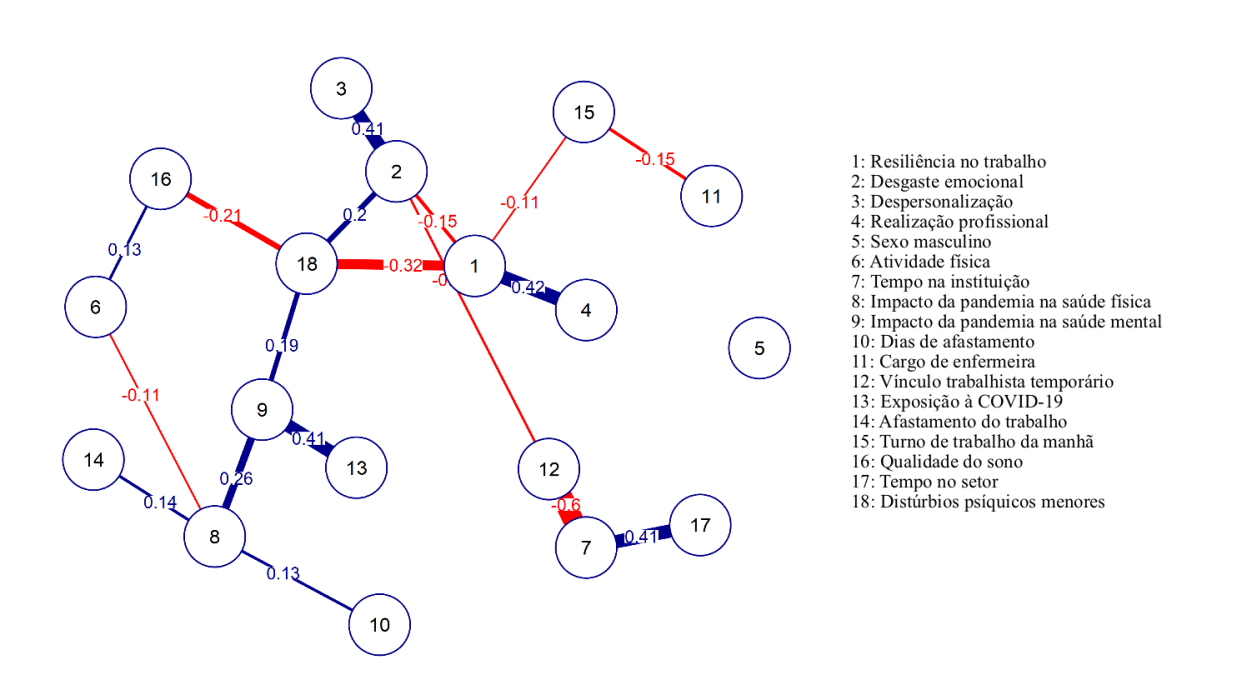 3
0.41
15
-0.15
16
2
11
-0.21
0.2
-0.15
-0.11
0.13
18
-0.32
1
0.42
4
6
0.19
5
-0.11
9
0.41
13
14
0.26
12
0.14
-0.6
8
7
0.41
17
0.13
10
1: Resiliência no trabalho
2: Desgaste emocional
3: Despersonalização
4: Realização profissional
5: Sexo masculino
6: Atividade física
7: Tempo na instituição
8: Impacto da pandemia na saúde física
9: Impacto da pandemia na saúde mental
10: Dias de afastamento
11: Cargo de enfermeira
12: Vínculo trabalhista temporário
13: Exposição à COVID-19
14: Afastamento do trabalho
15: Turno de trabalho da manhã
16: Qualidade do sono
17: Tempo no setor
18: Distúrbios psíquicos menores